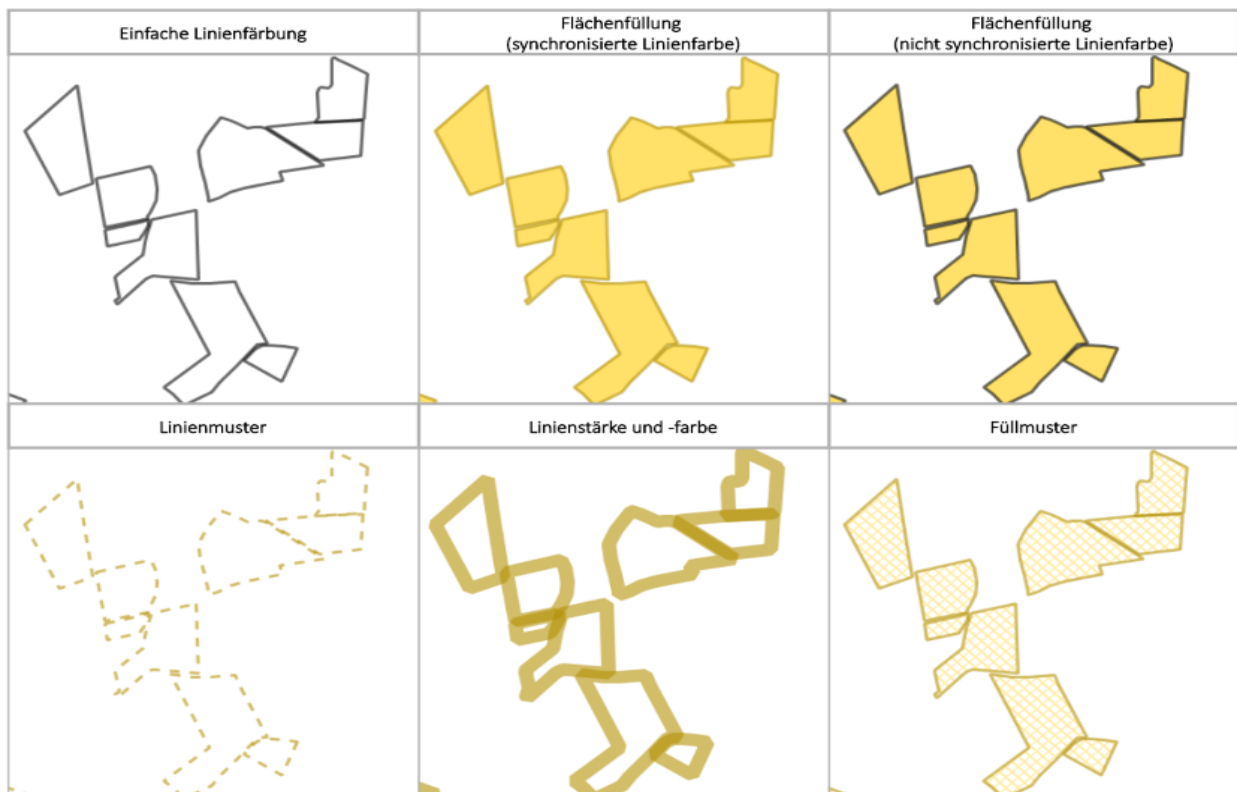 Einfache Linienfärbung
Flächenfüllung
(synchronisierte Linienfarbe)
Flächenfüllung
(nicht synchronisierte Linienfarbe)
Linienmuster
Linienstärke und -farbe
Füllmuster